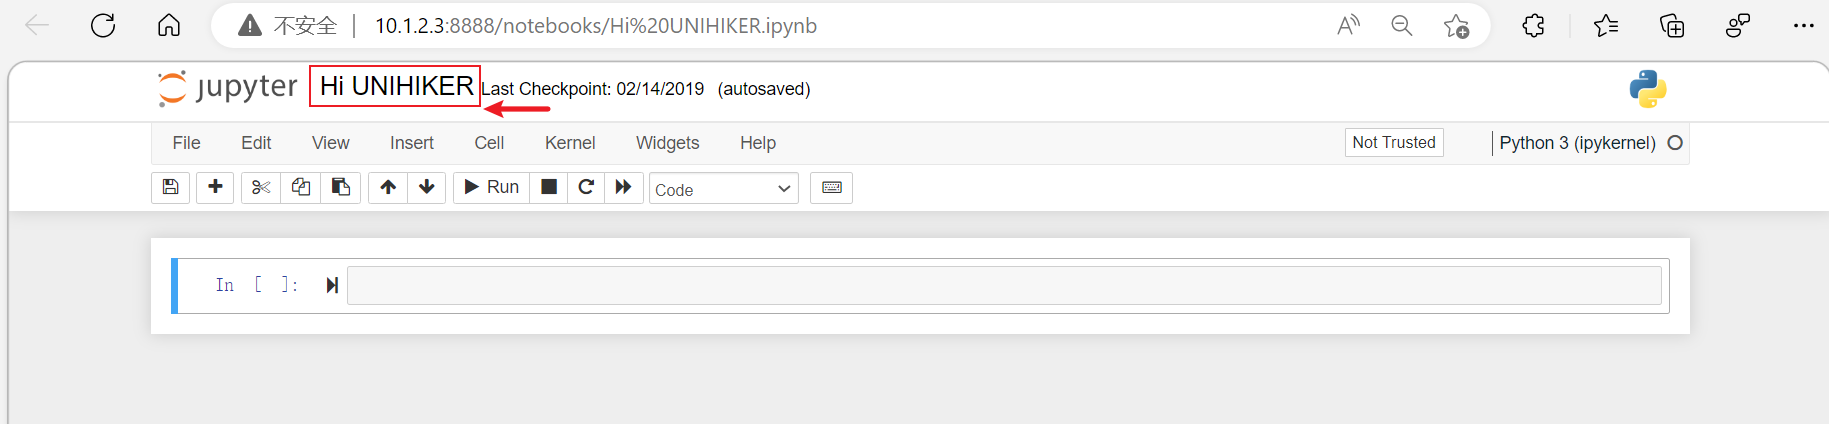 不安全 10.1.2.3:8888/notebooks/Hi%20UNIHIKER.ipynb
jupyter Hi UNIHIKER Last Checkpoint: 02/14/2019 (autosaved)
File Edit View Insert Cell Kernel Widgets Help Not Trusted Python 3 (ipykernel)
Run Code
In [ ]: